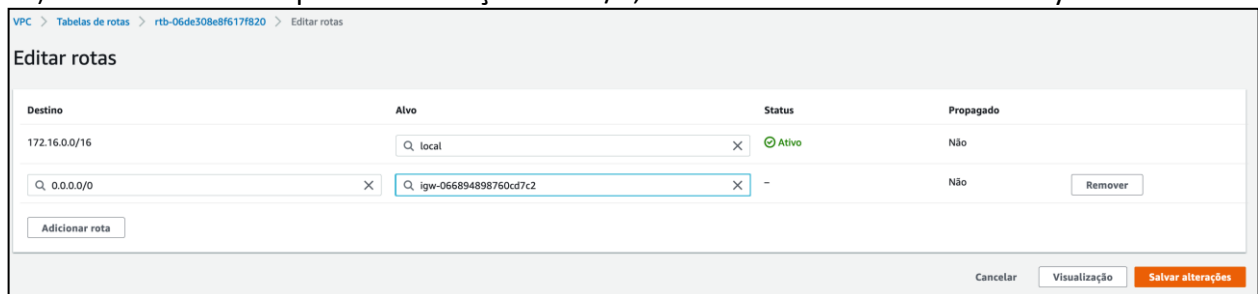 VPC > Tabelas de rotas > rtb-06de308e8f617f820 > Editar rotas
Editar rotas
Destino Alvo Status Propagado
172.16.0.0/16 local Ativo Não
0.0.0.0/0 igw-066894898760cd7c2 – Não Remover
Adicionar rota
Cancelar Visualização Salvar alterações